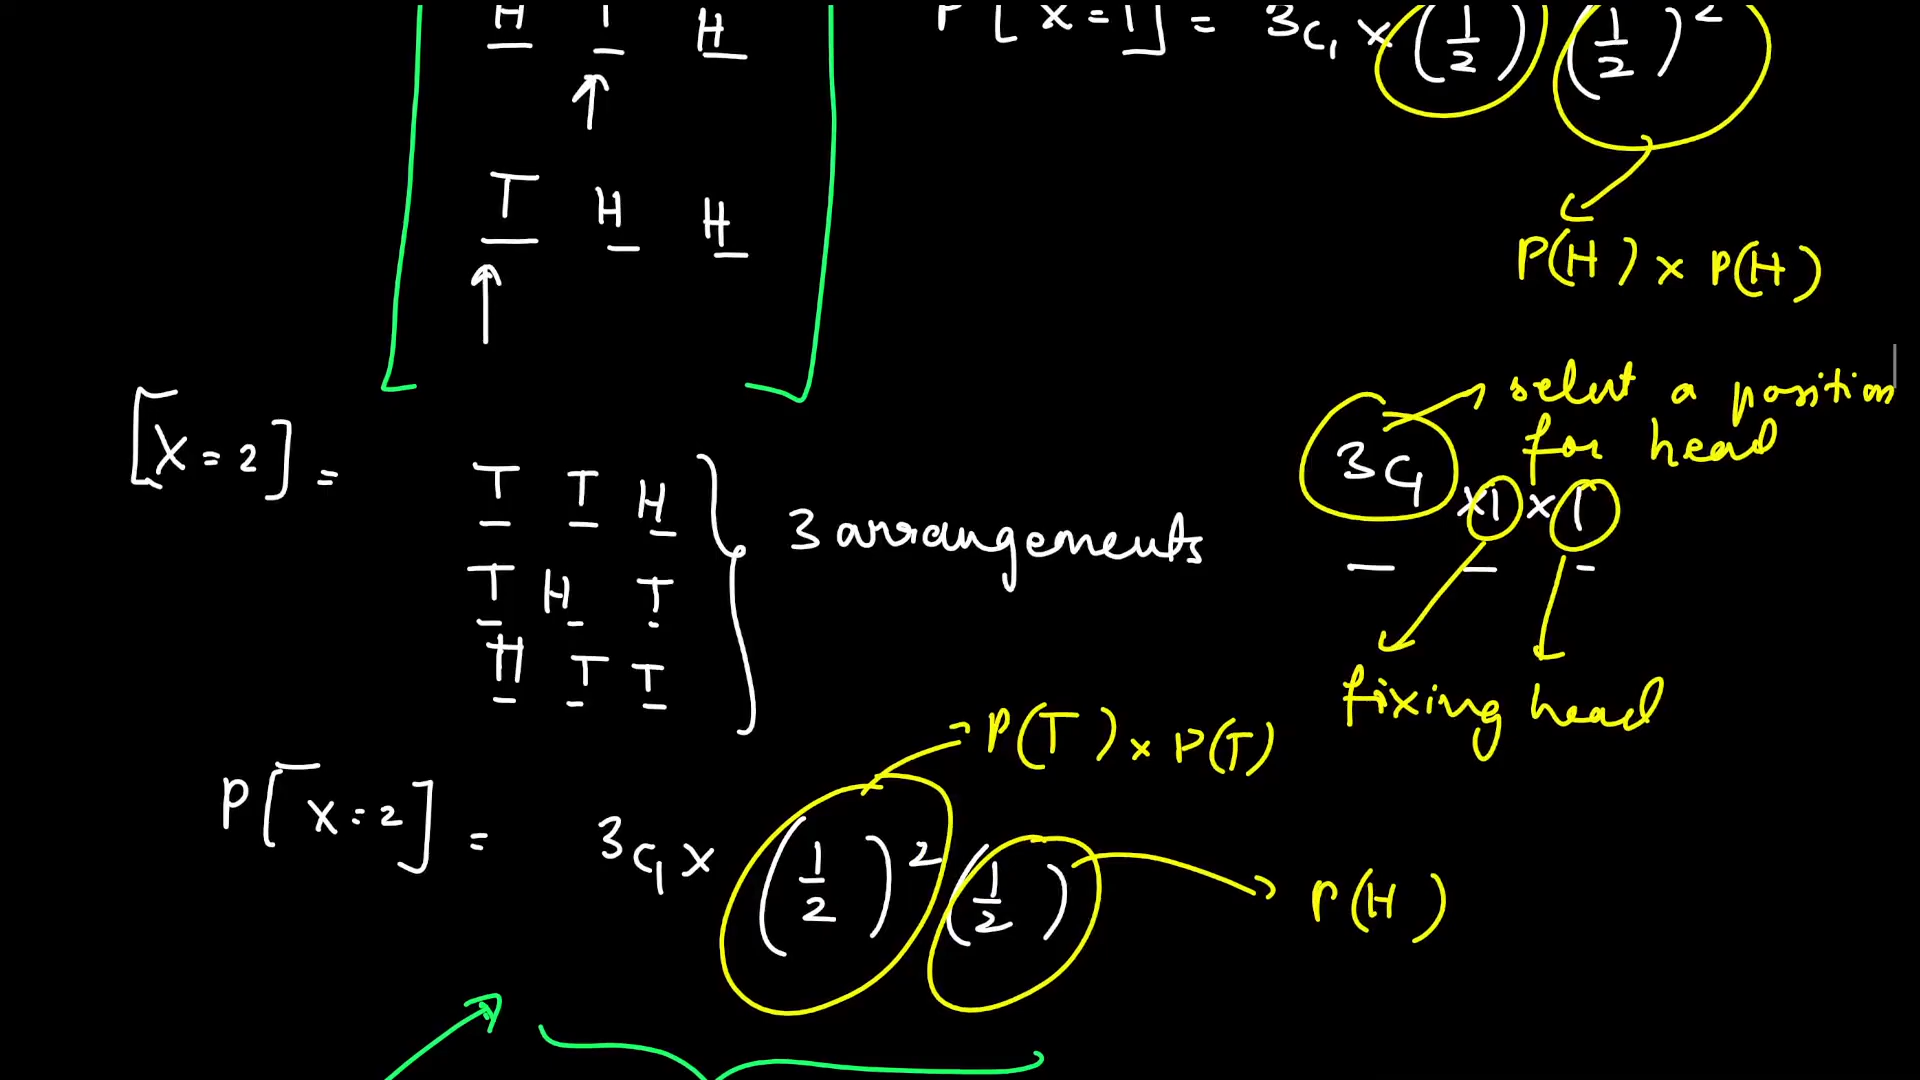 H T H
P[X=1] = 3C₁ × (1/2) (1/2)²
T H H
P(H) × P(H)
select a position
for head
3C₁ × 1 × 1
[X=2] =
T T H
T H T
H T T
3 arrangements
fixing head
P(T) × P(T)
P[X=2] = 3C₁ × (1/2)² (1/2)
P(H)